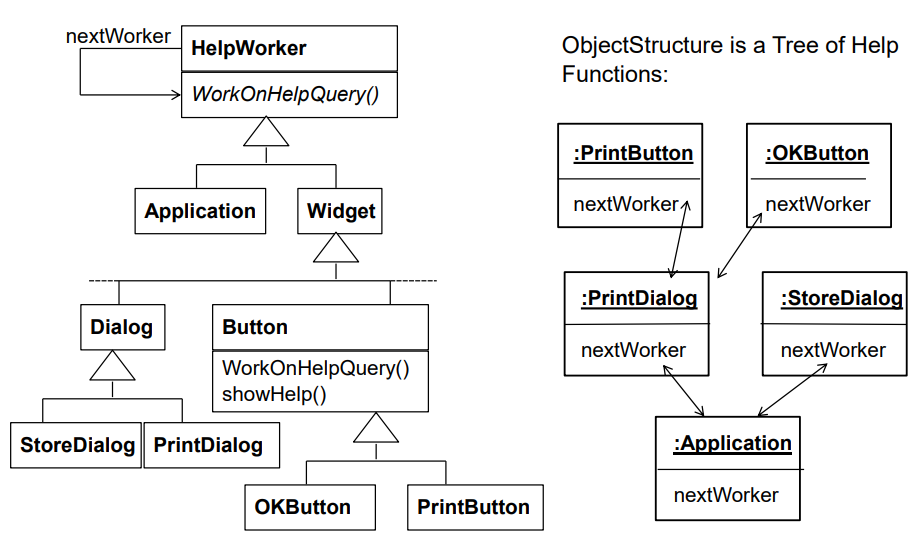 nextWorker
HelpWorker
WorkOnHelpQuery()
Application
Widget
Dialog
Button
WorkOnHelpQuery()
showHelp()
StoreDialog
PrintDialog
OKButton
PrintButton
ObjectStructure is a Tree of Help
Functions:
:PrintButton
nextWorker
:OKButton
nextWorker
:PrintDialog
nextWorker
:StoreDialog
nextWorker
:Application
nextWorker